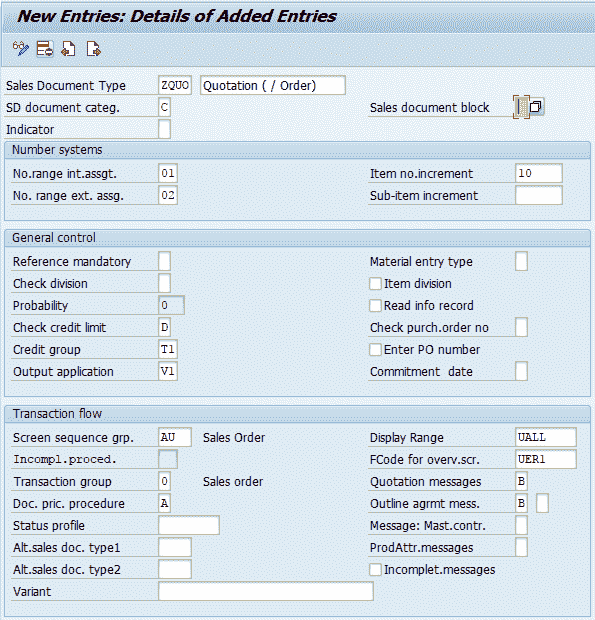 New Entries: Details of Added Entries
Sales Document Type ZQUO Quotation ( / Order)
SD document categ. C Sales document block
Indicator
Number systems
No.range int.assgt. 01 Item no.increment 10
No. range ext. assg. 02 Sub-item increment
General control
Reference mandatory Material entry type
Check division Item division
Probability 0 Read info record
Check credit limit D Check purch.order no
Credit group T1 Enter PO number
Output application V1 Commitment date
Transaction flow
Screen sequence grp. AU Sales Order Display Range UALL
Incompl.proced. FCode for overv.scr. UER1
Transaction group 0 Sales order Quotation messages B
Doc. pric. procedure A Outline agrmt mess. B
Status profile Message: Mast.contr.
Alt.sales doc. type1 ProdAttr.messages
Alt.sales doc. type2 Incomplet.messages
Variant